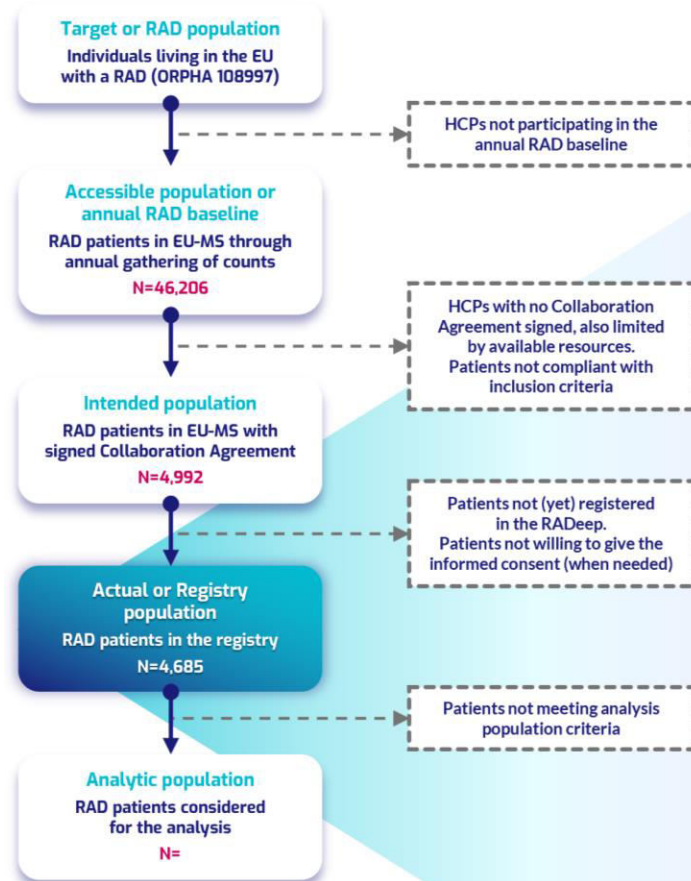 Target or RAD population
Individuals living in the EU
with a RAD (ORPHA 108997)
HCPs not participating in the
annual RAD baseline
Accessible population or
annual RAD baseline
RAD patients in EU-MS through
annual gathering of counts
N=46,206
HCPs with no Collaboration
Agreement signed, also limited
by available resources.
Patients not compliant with
inclusion criteria
Intended population
RAD patients in EU-MS with
signed Collaboration Agreement
N=4,992
Patients not (yet) registered
in the RADeep.
Patients not willing to give the
informed consent (when needed)
Actual or Registry
population
RAD patients in the registry
N=4,685
Patients not meeting analysis
population criteria
Analytic population
RAD patients considered
for the analysis
N=